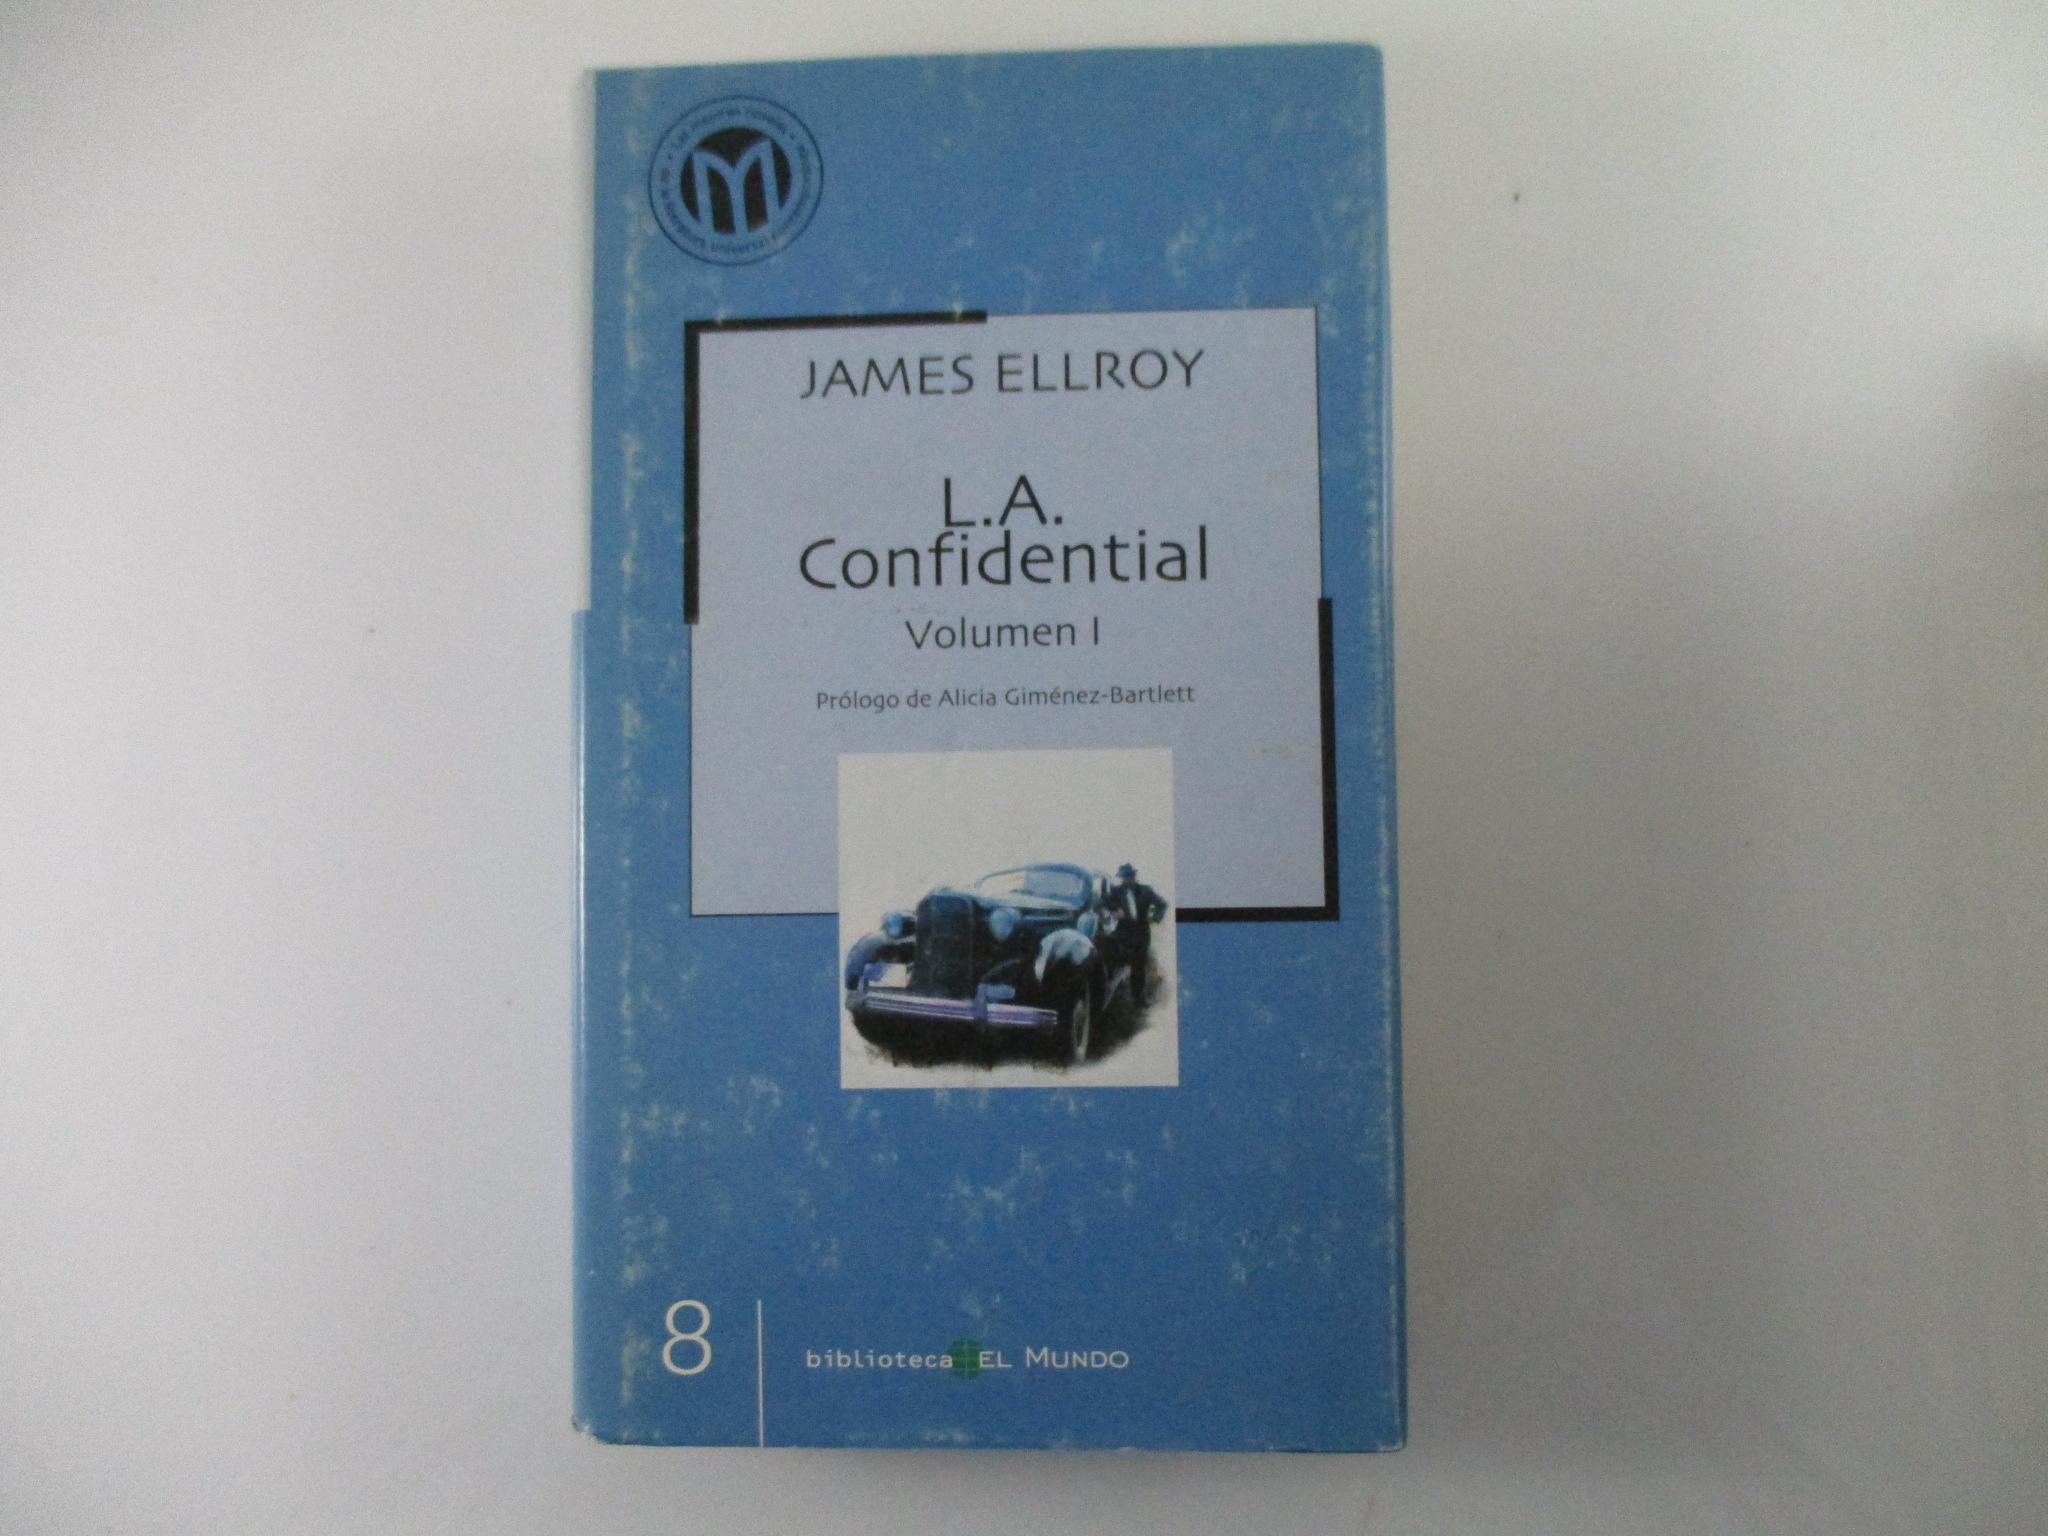 M
JAMES ELLROY
L.A.
Confidential
Volumen I
Prólogo de Alicia Giménez-Bartlett
8
biblioteca EL MUNDO